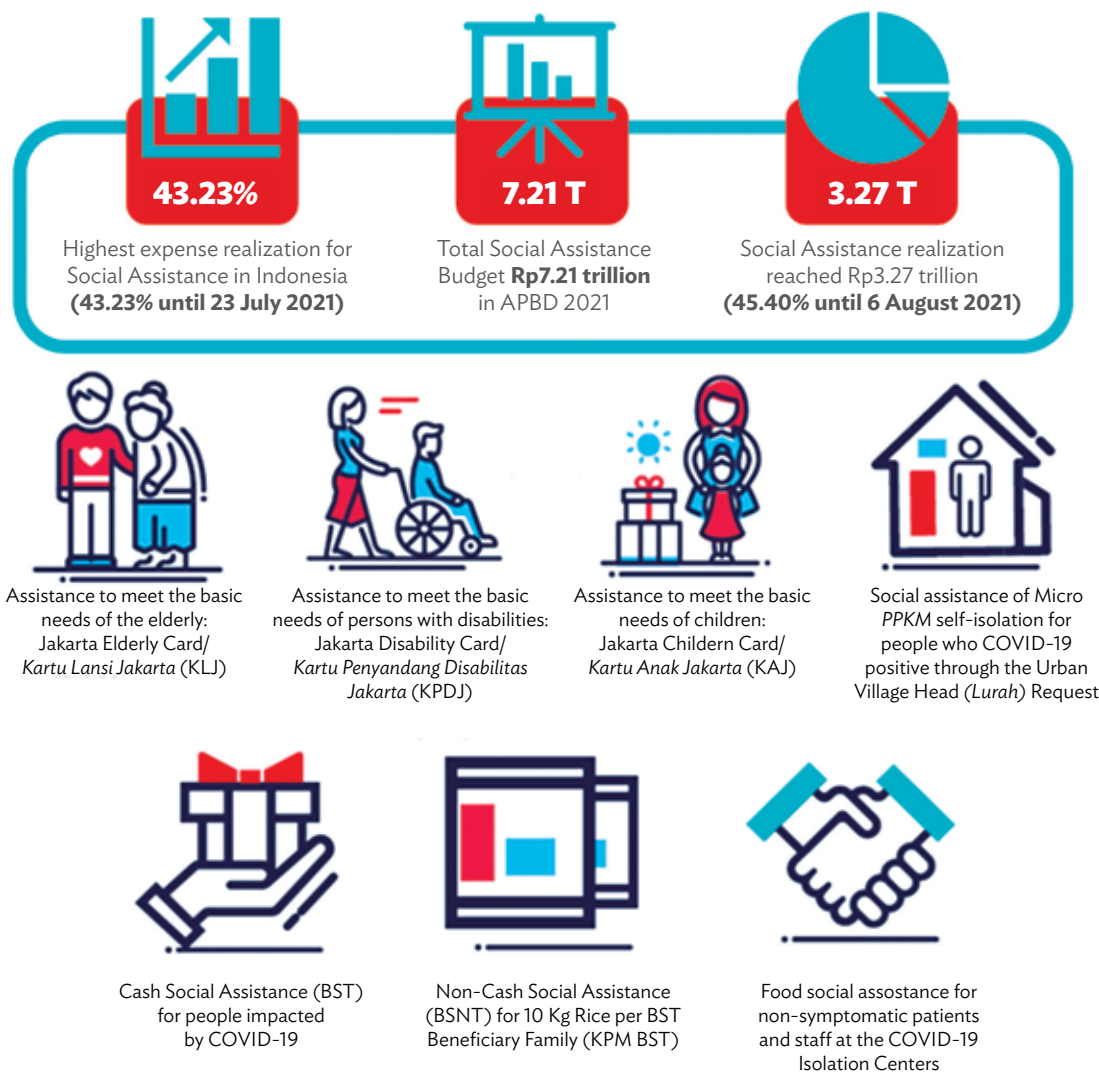 43.23%
Highest expense realization for
Social Assistance in Indonesia
(43.23% until 23 July 2021)
7.21 T
Total Social Assistance
Budget Rp7.21 trillion
in APBD 2021
3.27 T
Social Assistance realization
reached Rp3.27 trillion
(45.40% until 6 August 2021)
Assistance to meet the basic
needs of the elderly:
Jakarta Elderly Card/
Kartu Lansi Jakarta (KLJ)
Assistance to meet the basic
needs of persons with disabilities:
Jakarta Disability Card/
Kartu Penyandang Disabilitas
Jakarta (KPDJ)
Assistance to meet the basic
needs of children:
Jakarta Childern Card/
Kartu Anak Jakarta (KAJ)
Social assistance of Micro
PPKM self-isolation for
people who COVID-19
positive through the Urban
Village Head (Lurah) Request
Cash Social Assistance (BST)
for people impacted
by COVID-19
Non-Cash Social Assistance
(BSNT) for 10 Kg Rice per BST
Beneficiary Family (KPM BST)
Food social assostance for
non-symptomatic patients
and staff at the COVID-19
Isolation Centers